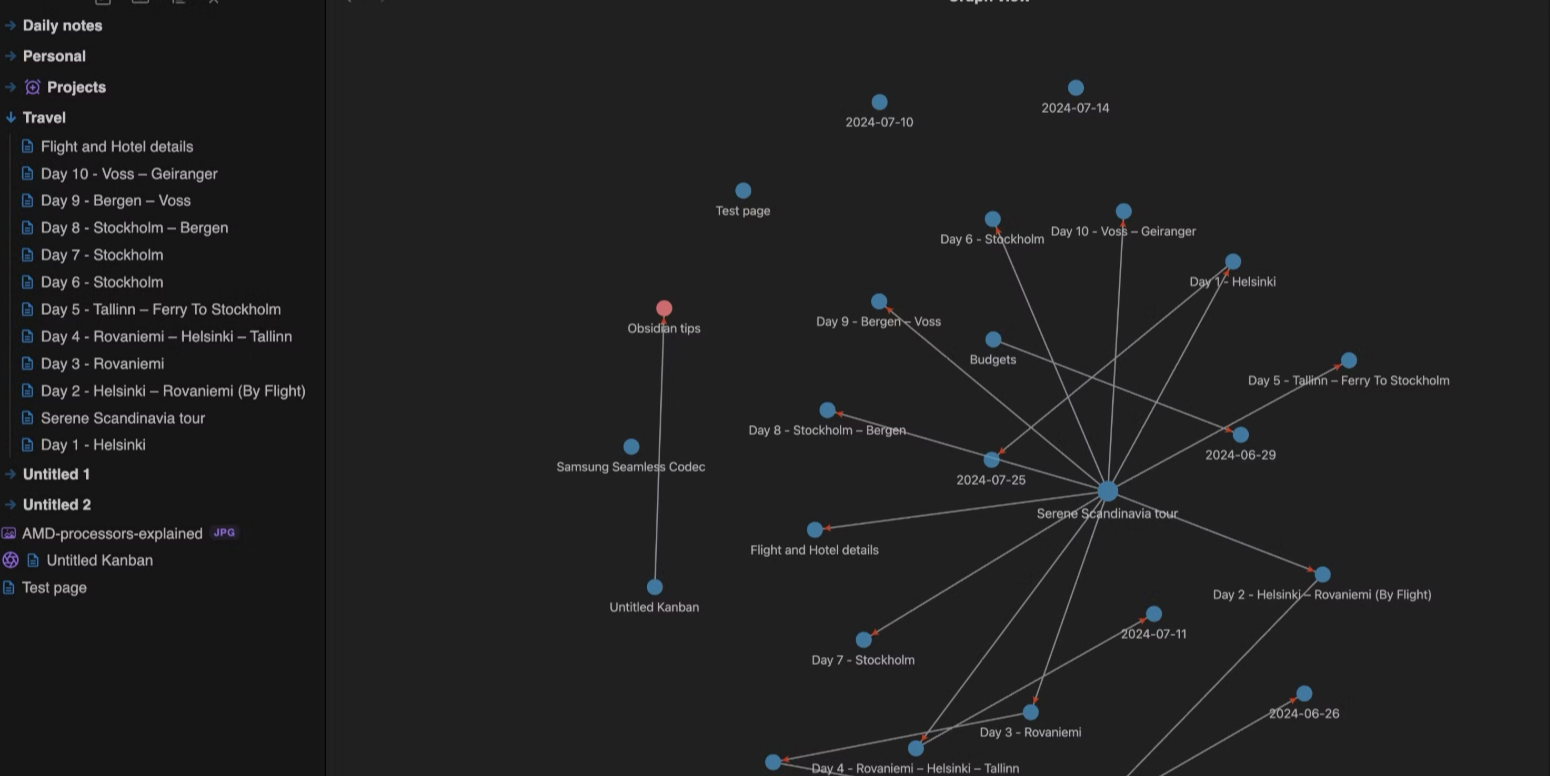 Daily notes
Personal
Projects
Travel
Flight and Hotel details
Day 10 - Voss – Geiranger
Day 9 - Bergen – Voss
Day 8 - Stockholm – Bergen
Day 7 - Stockholm
Day 6 - Stockholm
Day 5 - Tallinn – Ferry To Stockholm
Day 4 - Rovaniemi – Helsinki – Tallinn
Day 3 - Rovaniemi
Day 2 - Helsinki – Rovaniemi (By Flight)
Serene Scandinavia tour
Day 1 - Helsinki
Untitled 1
Untitled 2
AMD-processors-explained JPG
Untitled Kanban
Test page
Graph view
2024-07-10
2024-07-14
Test page
Day 6 - Stockholm
Day 10 - Voss – Geiranger
Day 1 - Helsinki
Day 9 - Bergen – Voss
Obsidian tips
Budgets
Day 5 - Tallinn – Ferry To Stockholm
Day 8 - Stockholm – Bergen
2024-06-29
Samsung Seamless Codec
2024-07-25
Serene Scandinavia tour
Flight and Hotel details
Day 2 - Helsinki – Rovaniemi (By Flight)
Untitled Kanban
2024-07-11
Day 7 - Stockholm
2024-06-26
Day 3 - Rovaniemi
Day 4 - Rovaniemi – Helsinki – Tallinn